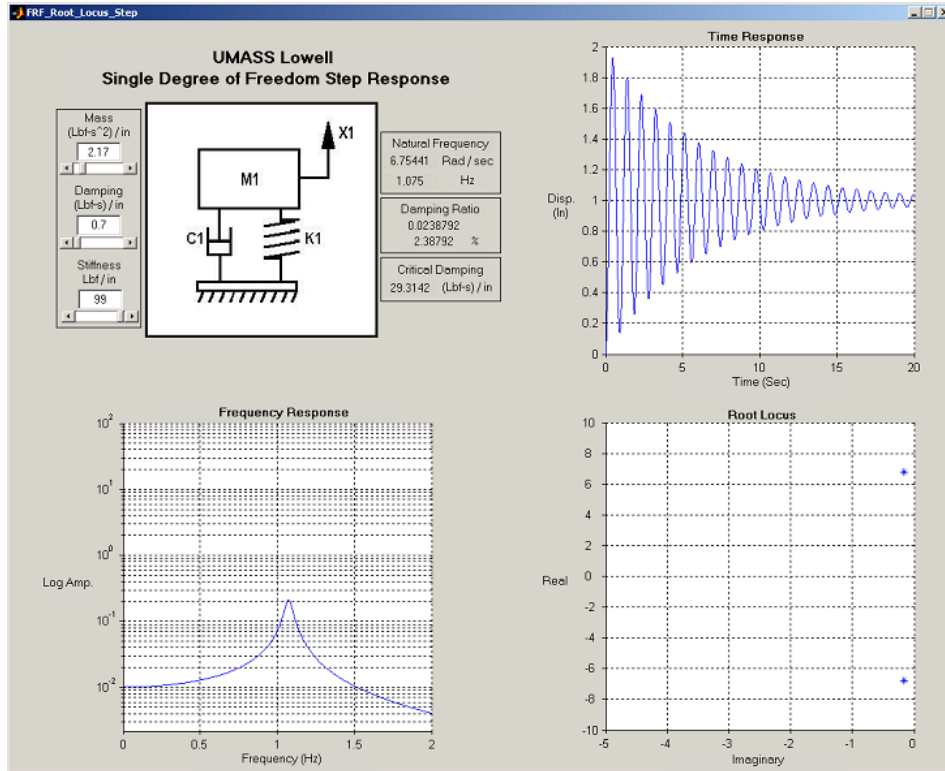 FRF_Root_Locus_Step
UMASS Lowell
Single Degree of Freedom Step Response
Mass
(Lbf-s^2) / in
2.17
Damping
(Lbf-s) / in
0.7
Stiffness
Lbf / in
99
X1
M1
C1
K1
Natural Frequency
6.75441 Rad / sec
1.075 Hz
Damping Ratio
0.0238792
2.38792 %
Critical Damping
29.3142 (Lbf-s) / in
Time Response
2
1.8
1.6
1.4
1.2
1
0.8
0.6
0.4
0.2
0
Disp.
(In)
0 5 10 15 20
Time (Sec)
Frequency Response
10^2
10^1
10^0
10^-1
10^-2
Log Amp.
0 0.5 1 1.5 2
Frequency (Hz)
Root Locus
10
8
6
4
2
0
-2
-4
-6
-8
-10
Real
-5 -4 -3 -2 -1 0
Imaginary